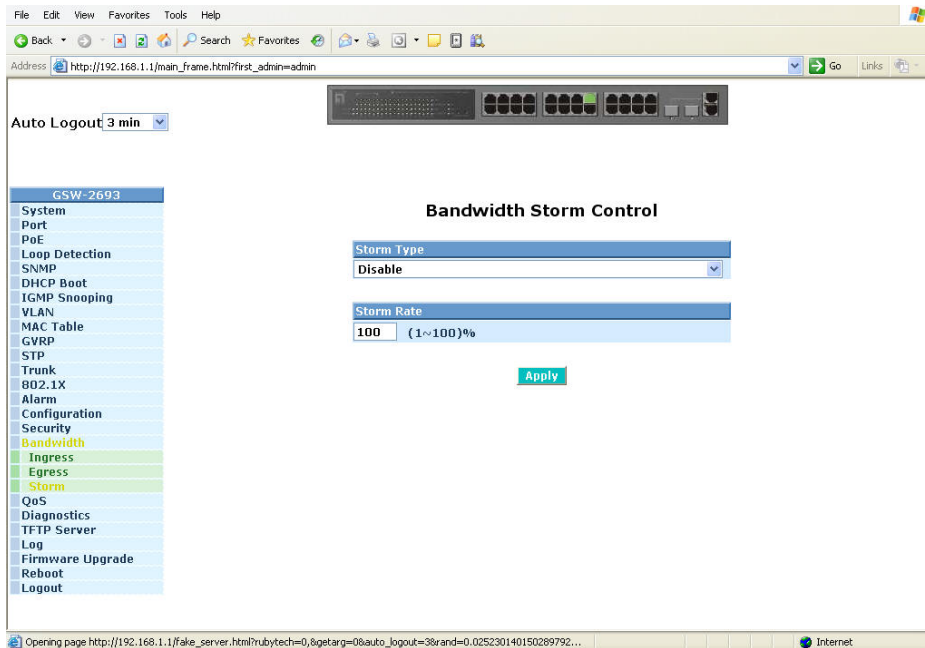 File Edit View Favorites Tools Help
Back Search Favorites
Address http://192.168.1.1/main_frame.html?first_admin=admin Go Links
Auto Logout 3 min
GSW-2693
System
Port
PoE
Loop Detection
SNMP
DHCP Boot
IGMP Snooping
VLAN
MAC Table
GVRP
STP
Trunk
802.1X
Alarm
Configuration
Security
Bandwidth
Ingress
Egress
Storm
QoS
Diagnostics
TFTP Server
Log
Firmware Upgrade
Reboot
Logout
Bandwidth Storm Control
Storm Type
Disable
Storm Rate
100 (1~100)%
Apply
Opening page http://192.168.1.1/fake_server.html?rubytech=0,&getarg=0&auto_logout=3&rand=0.025230140150289792... Internet